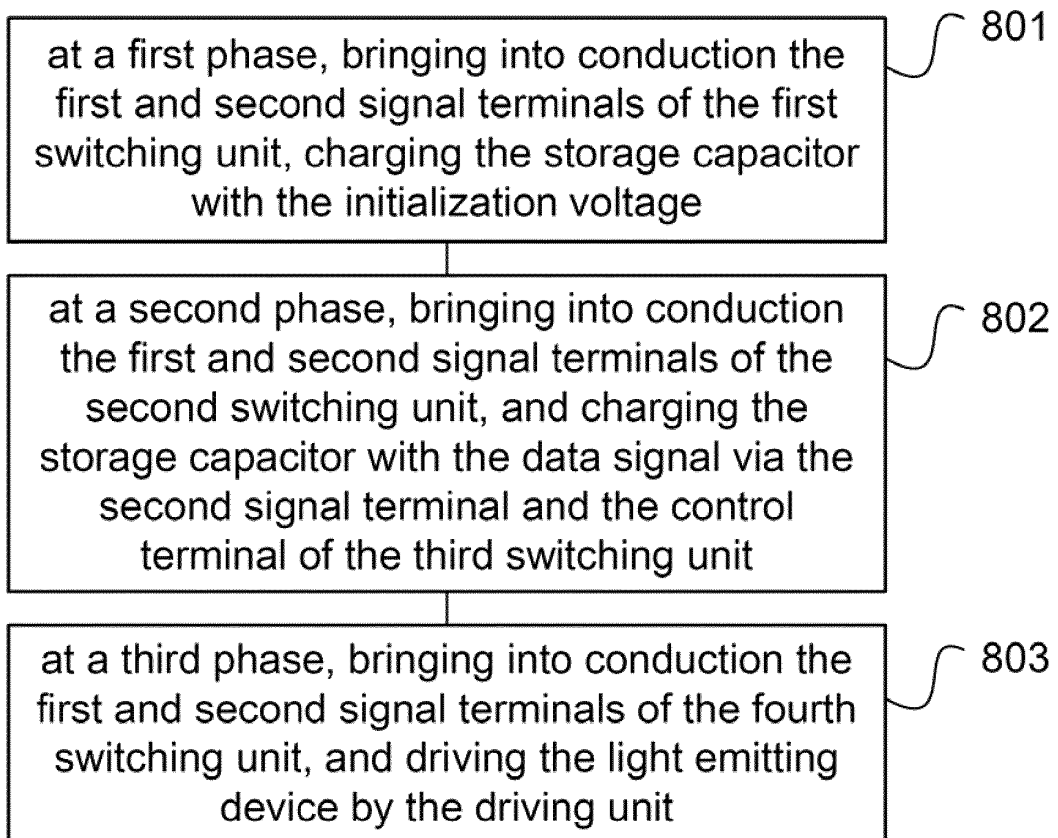 at a first phase, bringing into conduction the
first and second signal terminals of the first
switching unit, charging the storage capacitor
with the initialization voltage
801
at a second phase, bringing into conduction
the first and second signal terminals of the
second switching unit, and charging the
storage capacitor with the data signal via the
second signal terminal and the control
terminal of the third switching unit
802
at a third phase, bringing into conduction the
first and second signal terminals of the fourth
switching unit, and driving the light emitting
device by the driving unit
803